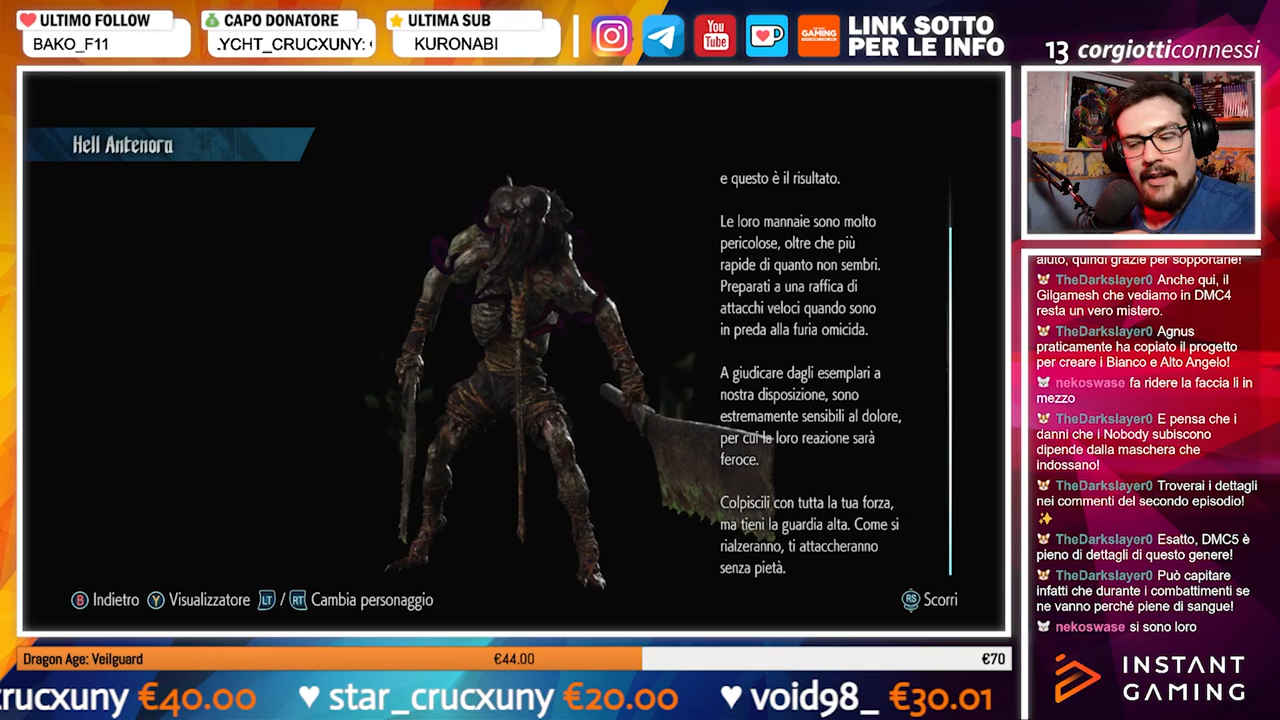 ULTIMO FOLLOW
BAKO_F11
CAPO DONATORE
.YCHT_CRUCXUNY:
ULTIMA SUB
KURONABI
You
Tube
GAMING
LINK SOTTO
PER LE INFO
13 corgiotticonnessi
Hell Antenora
e questo è il risultato.
Le loro mannaie sono molto
pericolose, oltre che più
rapide di quanto non sembri.
Preparati a una raffica di
attacchi veloci quando sono
in preda alla furia omicida.
A giudicare dagli esemplari a
nostra disposizione, sono
estremamente sensibili al dolore,
per cui la loro reazione sarà
feroce.
Colpiscili con tutta la tua forza,
ma tieni la guardia alta. Come si
rialzeranno, ti attaccheranno
senza pietà.
B Indietro Y Visualizzatore LT / RT Cambia personaggio
RS Scorri
aiuto, quindi grazie per sopportarle!
TheDarkslayer0 Anche qui, il
Gilgamesh che vediamo in DMC4
resta un vero mistero.
TheDarkslayer0 Agnus
praticamente ha copiato il progetto
per creare i Bianco e Alto Angelo!
nekoswase fa ridere la faccia li in
mezzo
TheDarkslayer0 E pensa che i
danni che i Nobody subiscono
dipende dalla maschera che
indossano!
TheDarkslayer0 Troverai i dettagli
nei commenti del secondo episodio!
TheDarkslayer0 Esatto, DMC5 è
pieno di dettagli di questo genere!
TheDarkslayer0 Può capitare
infatti che durante i combattimenti se
ne vanno perché piene di sangue!
nekoswase si sono loro
Dragon Age: Veilguard
€44.00
€70
crucxuny €40.00 ♥ star_crucxuny €20.00 ♥ void98_ €30.01
INSTANT
GAMING